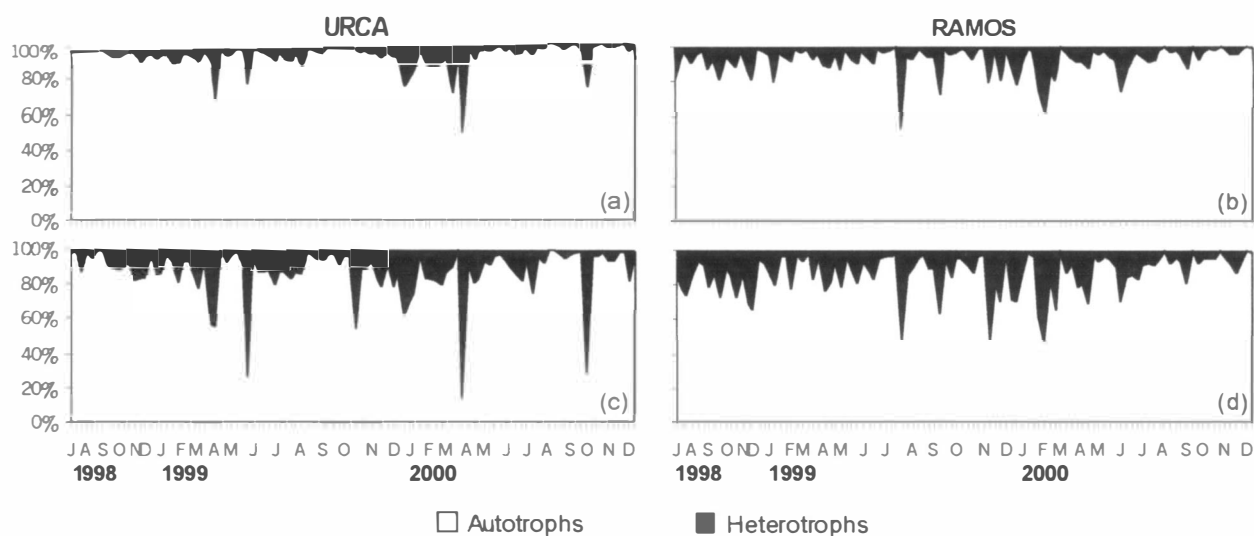 URCA
RAMOS
100%
80%
60%
40%
20%
0%
(a)
(b)
100%
80%
60%
40%
20%
0%
(c)
(d)
J A S O N D J F M A M J J A S O N D J F M A M J J A S O N D
1998 1999 2000
J A S O N D J F M A M J J A S O N D J F M A M J J A S O N D
1998 1999 2000
Autotrophs
Heterotrophs